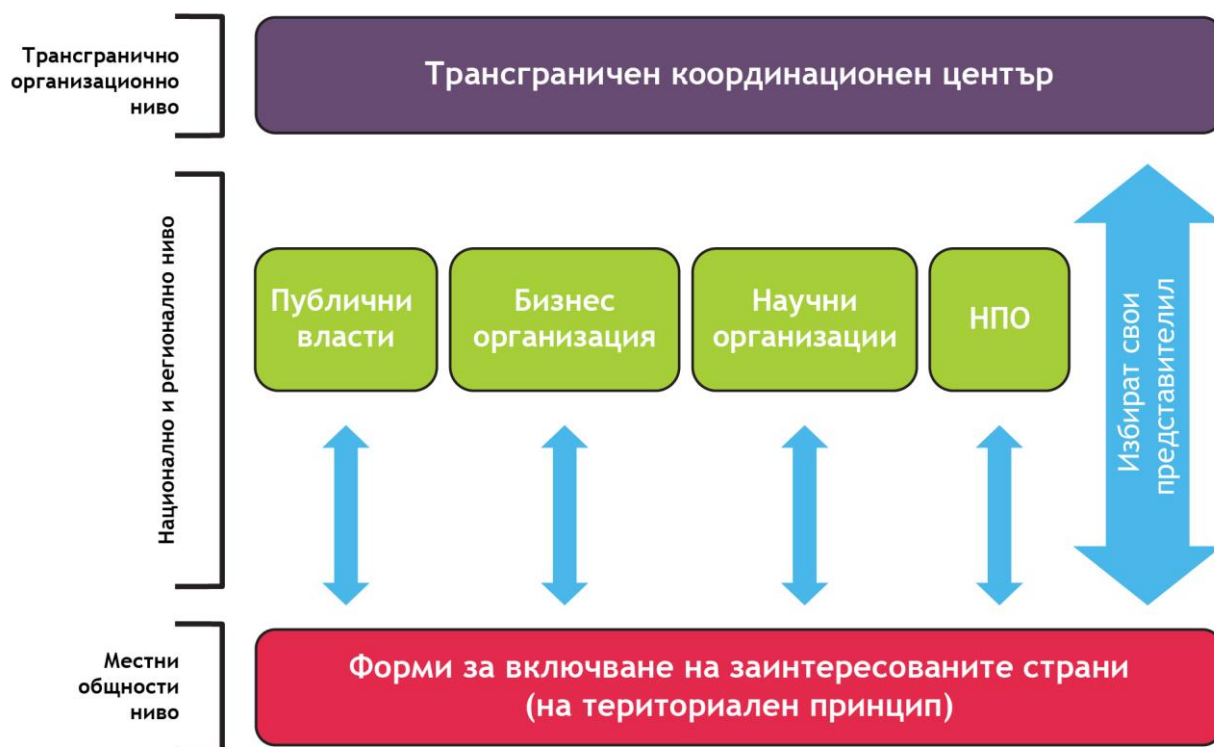 Трансгранично
организационно
ниво
Трансграничен координационен център
Национално и регионално ниво
Публични
власти
Бизнес
организация
Научни
организации
НПО
Избират свои
представителил
Местни
общности
ниво
Форми за включване на заинтересованите страни
(на териториален принцип)